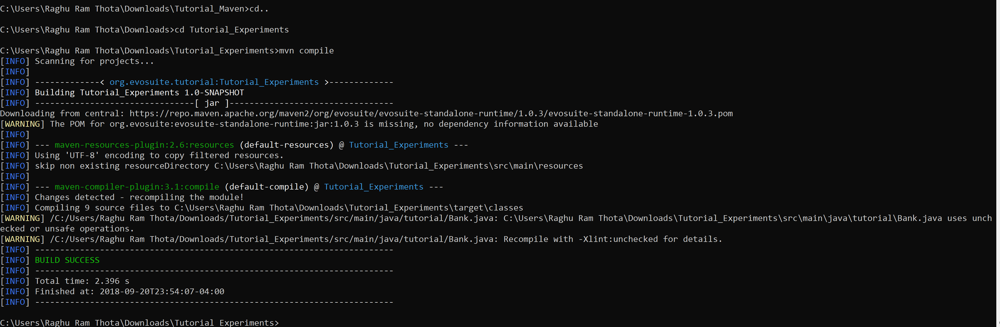 C:\Users\Raghu Ram Thota\Downloads\Tutorial_Maven>cd..
C:\Users\Raghu Ram Thota\Downloads>cd Tutorial_Experiments
C:\Users\Raghu Ram Thota\Downloads\Tutorial_Experiments>mvn compile
[INFO] Scanning for projects...
[INFO]
[INFO] -------------< org.evosuite.tutorial:Tutorial_Experiments >-------------
[INFO] Building Tutorial_Experiments 1.0-SNAPSHOT
[INFO] --------------------------------[ jar ]---------------------------------
Downloading from central: https://repo.maven.apache.org/maven2/org/evosuite/evosuite-standalone-runtime/1.0.3/evosuite-standalone-runtime-1.0.3.pom
[WARNING] The POM for org.evosuite:evosuite-standalone-runtime:jar:1.0.3 is missing, no dependency information available
[INFO]
[INFO] --- maven-resources-plugin:2.6:resources (default-resources) @ Tutorial_Experiments ---
[INFO] Using 'UTF-8' encoding to copy filtered resources.
[INFO] skip non existing resourceDirectory C:\Users\Raghu Ram Thota\Downloads\Tutorial_Experiments\src\main\resources
[INFO]
[INFO] --- maven-compiler-plugin:3.1:compile (default-compile) @ Tutorial_Experiments ---
[INFO] Changes detected - recompiling the module!
[INFO] Compiling 9 source files to C:\Users\Raghu Ram Thota\Downloads\Tutorial_Experiments\target\classes
[WARNING] /C:/Users/Raghu Ram Thota/Downloads/Tutorial_Experiments/src/main/java/tutorial/Bank.java: C:\Users\Raghu Ram Thota\Downloads\Tutorial_Experiments\src\main\java\tutorial\Bank.java uses unch
ecked or unsafe operations.
[WARNING] /C:/Users/Raghu Ram Thota/Downloads/Tutorial_Experiments/src/main/java/tutorial/Bank.java: Recompile with -Xlint:unchecked for details.
[INFO] ------------------------------------------------------------------------
[INFO] BUILD SUCCESS
[INFO] ------------------------------------------------------------------------
[INFO] Total time: 2.396 s
[INFO] Finished at: 2018-09-20T23:54:07-04:00
[INFO] ------------------------------------------------------------------------
C:\Users\Raghu Ram Thota\Downloads\Tutorial_Experiments>